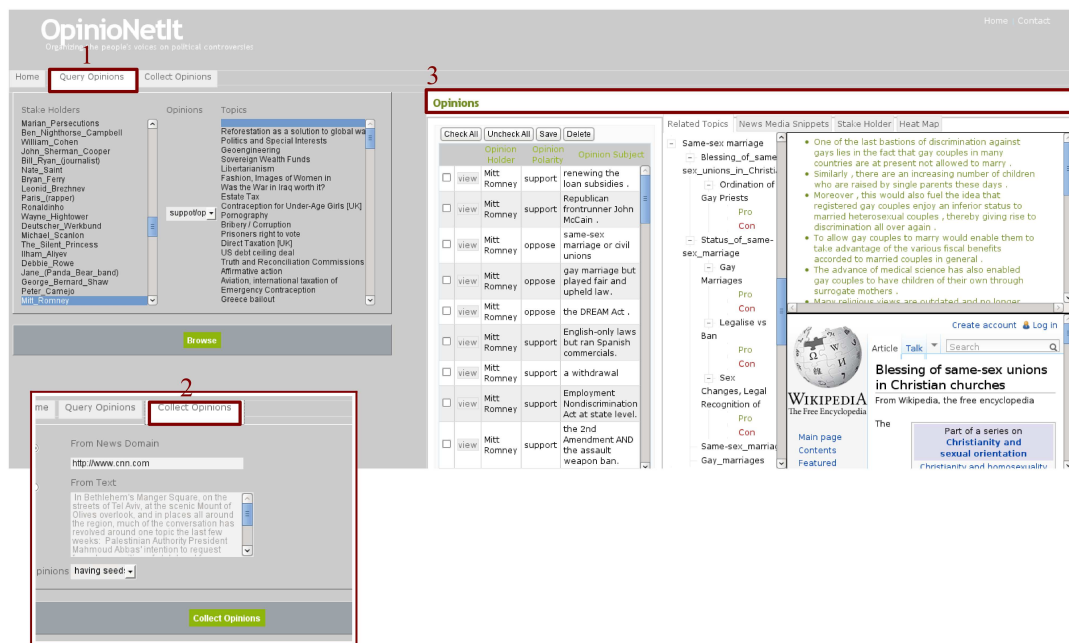 OpinioNetIt
Organizing the people's voices on political controversies
Home Contact
1
Home Query Opinions Collect Opinions
Stake Holders
Marian_Persecutions
Ben_Nighthorse_Campbell
William_Cohen
John_Sherman_Cooper
Bill_Ryan_(journalist)
Nate_Saint
Bryan_Ferry
Leonid_Brezhnev
Paris_(rapper)
Ronaldinho
Wayne_Hightower
Deutscher_Werkbund
Michael_Scanlon
The_Silent_Princess
Ilham_Aliyev
Debbie_Rowe
Jane_(Panda_Bear_band)
George_Bernard_Shaw
Peter_Camejo
Mitt_Romney
Opinions
suppot/op
Topics
Reforestation as a solution to global wa
Politics and Special Interests
Geoengineering
Sovereign Wealth Funds
Libertarianism
Fashion, Images of Women in
Was the War in Iraq worth it?
Estate Tax
Contraception for Under-Age Girls [UK]
Pornography
Bribery / Corruption
Prisoners right to vote
Direct Taxation [UK]
US debt ceiling deal
Truth and Reconciliation Commissions
Affirmative action
Aviation, international taxation of
Emergency Contraception
Greece bailout
Browse
2
me Query Opinions Collect Opinions
From News Domain
http://www.cnn.com
From Text
In Bethlehem's Manger Square, on the
streets of Tel Aviv, at the scenic Mount of
Olives overlook, and in places all around
the region, much of the conversation has
revolved around one topic the last few
weeks: Palestinian Authority President
Mahmoud Abbas' intention to request
pinions having seed:
Collect Opinions
3
Opinions
Check All Uncheck All Save Delete
Opinion Holder Opinion Polarity Opinion Subject
view Mitt Romney support renewing the
loan subsidies .
view Mitt Romney support Republican
frontrunner John
McCain .
view Mitt Romney oppose same-sex
marriage or civil
unions
view Mitt Romney oppose gay marriage but
played fair and
upheld law.
view Mitt Romney oppose the DREAM Act .
view Mitt Romney support English-only laws
but ran Spanish
commercials.
view Mitt Romney support a withdrawal
view Mitt Romney support Employment
Nondiscrimination
Act at state level.
view Mitt Romney support the 2nd
Amendment AND
the assault
weapon ban.
Related Topics News Media Snippets Stake Holder Heat Map
Same-sex marriage
Blessing_of_same
sex_unions_in_Christi
Ordination of
Gay Priests
Pro
Con
Status_of_same-
sex_marriage
Gay
Marriages
Pro
Con
Legalise vs
Ban
Pro
Con
Sex
Changes, Legal
Recognition of
Pro
Con
Same-sex_marria
Gay_marriages
One of the last bastions of discrimination against
gays lies in the fact that gay couples in many
countries are at present not allowed to marry .
Similarly , there are an increasing number of children
who are raised by single parents these days .
Moreover , this would also fuel the idea that
registered gay couples enjoy an inferior status to
married heterosexual couples , thereby giving rise to
discrimination all over again .
To allow gay couples to marry would enable them to
take advantage of the various fiscal benefits
accorded to married couples in general .
The advance of medical science has also enabled
gay couples to have children of their own through
surrogate mothers .
Many religious views are outdated and no longer
WIKIPEDIA
The Free Encyclopedia
Main page
Contents
Featured
Create account Log in
Article Talk Search
Blessing of same-sex unions
in Christian churches
From Wikipedia, the free encyclopedia
The
Part of a series on
Christianity and
sexual orientation
Christianity and homosexuality